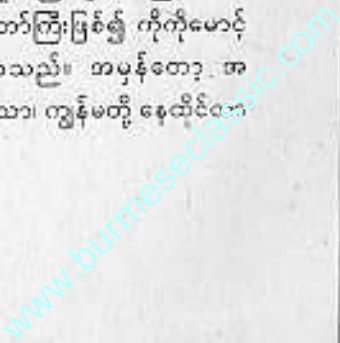 တော်ကြီးဖြစ်၍ ကိုကိုမောင့်
သည်။ အမှန်တော့ အ
သာ၊ ကျွန်မတို့ နေထိုင်လာ
www.burmeseclassic.com